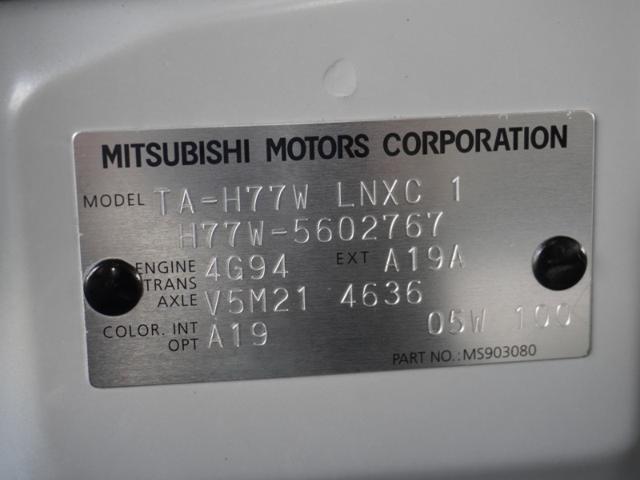 MITSUBISHI MOTORS CORPORATION
MODEL TA-H77W LNXC 1
H77W-5602767
ENGINE 4G94 EXT A19A
TRANS
AXLE V5M21 4636
COLOR. INT A19 05W 100
OPT
PART NO.: MS903080